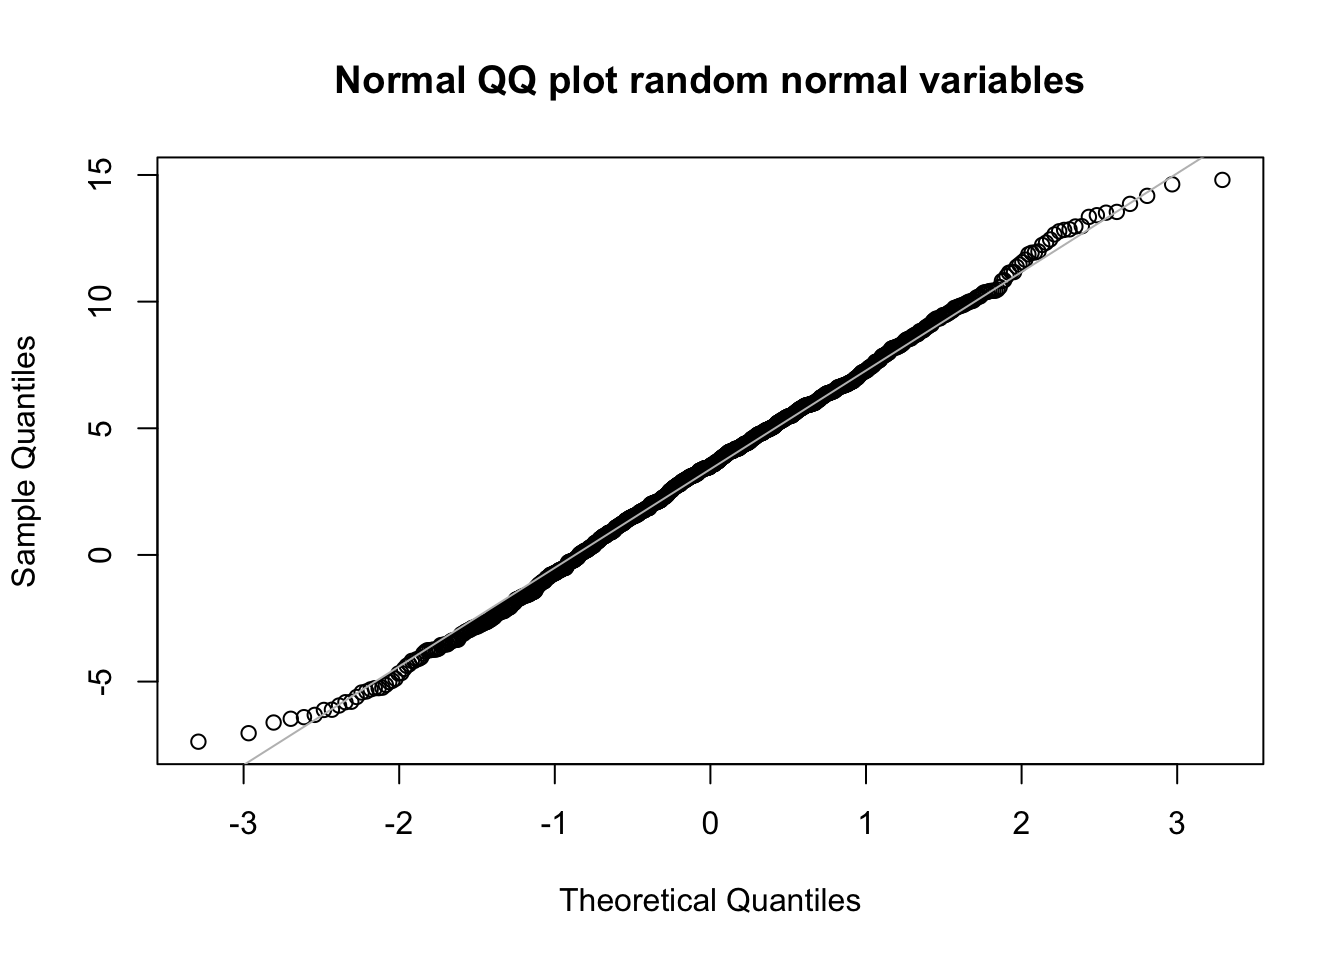 Normal QQ plot random normal variables
15
10
5
0
-5
Sample Quantiles
-3 -2 -1 0 1 2 3
Theoretical Quantiles